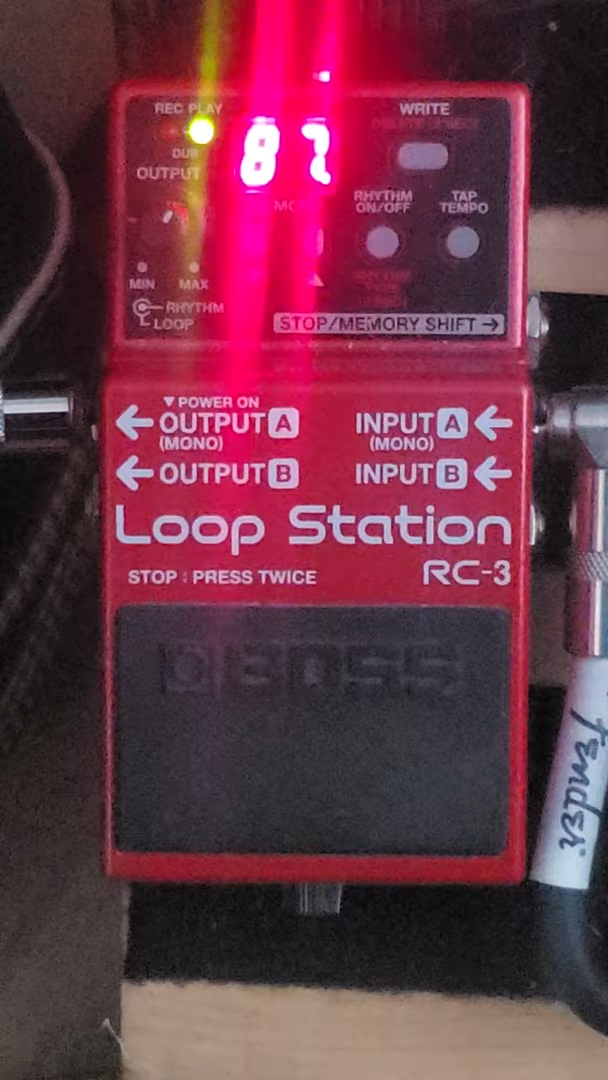 REC PLAY
WRITE
87
DUB
OUTPUT
RHYTHM
ON/OFF
TAP
TEMPO
MIN MAX
RHYTHM
LOOP
STOP/MEMORY SHIFT→
▼POWER ON
←OUTPUT A
(MONO)
INPUT A←
(MONO)
←OUTPUT B
INPUT B←
Loop Station
STOP : PRESS TWICE
RC-3
BOSS
fender